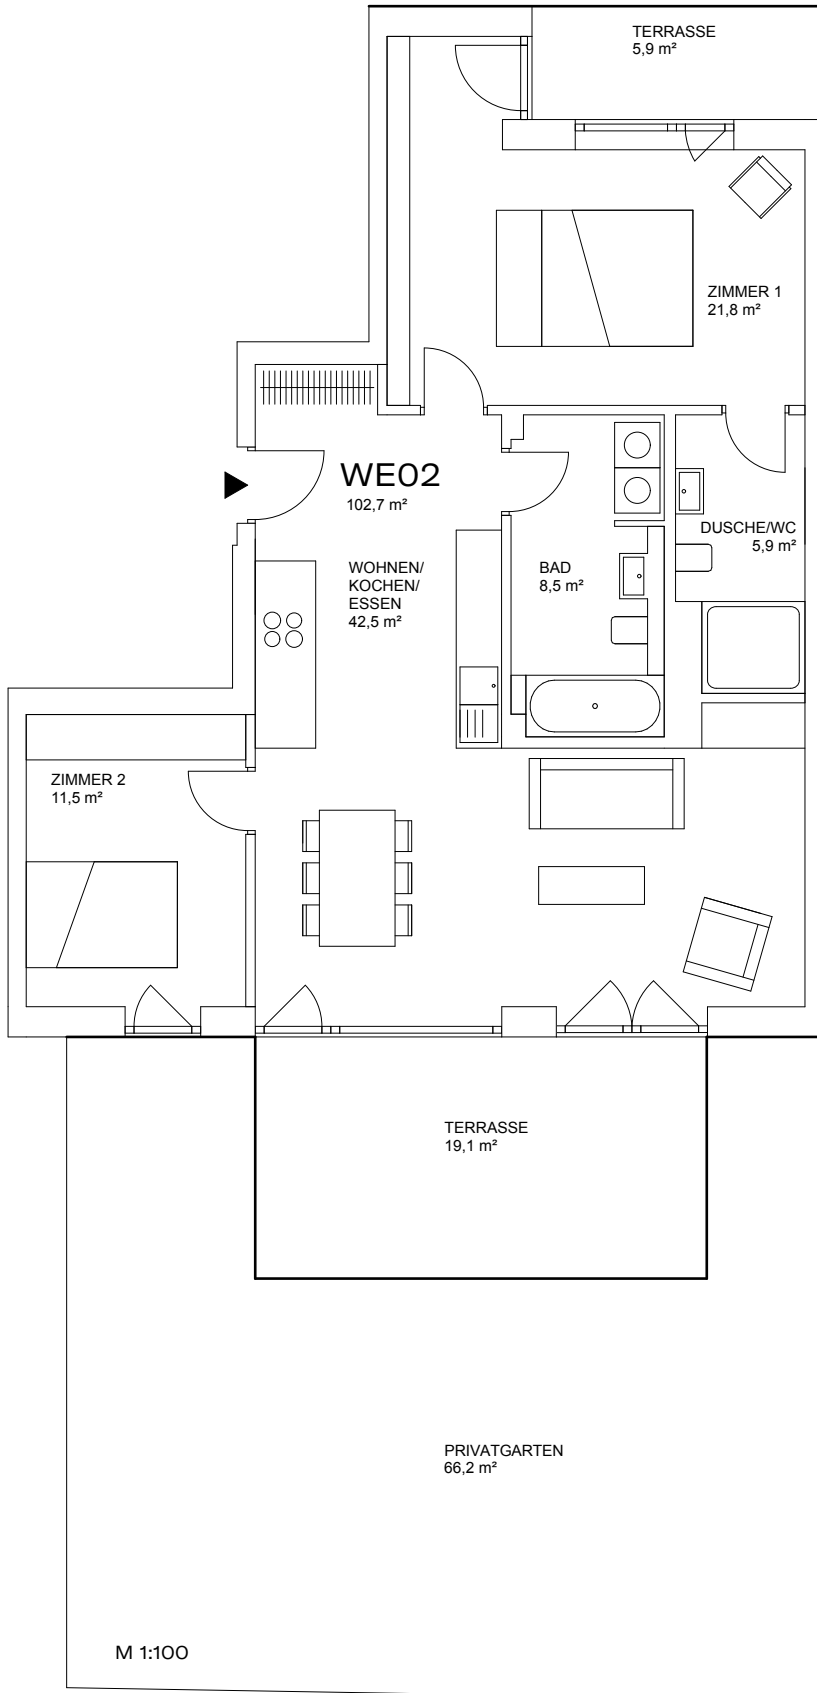 TERRASSE
5,9 m²
ZIMMER 1
21,8 m²
WE02
102,7 m²
DUSCHE/WC
5,9 m²
WOHNEN/
KOCHEN/
ESSEN
42,5 m²
BAD
8,5 m²
ZIMMER 2
11,5 m²
TERRASSE
19,1 m²
PRIVATGARTEN
66,2 m²
M 1:100